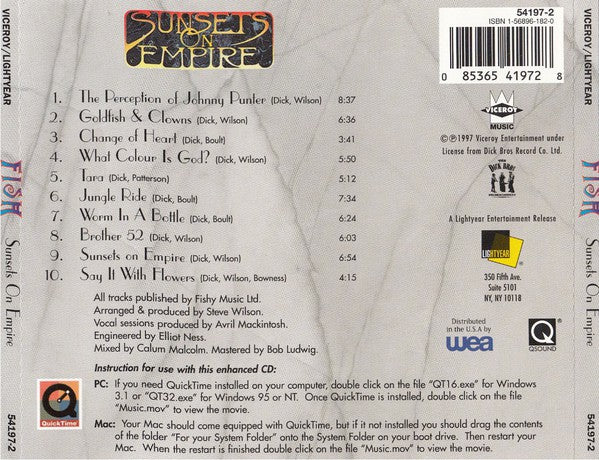 VICEROY/LIGHTYEAR
FISH
Sunsets On Empire
54197-2
SUNSETS
ON
EMPIRE
54197-2
ISBN 1-56896-182-0
0 85365 41972 8
1. The Perception of Johnny Punter (Dick, Wilson) 8:37
2. Goldfish & Clowns (Dick, Wilson) 6:36
3. Change of Heart (Dick, Boult) 3:41
4. What Colour Is God? (Dick, Wilson) 5:50
5. Tara (Dick, Patterson) 5:11
6. Jungle Ride (Dick, Boult) 7:33
7. Worm In A Bottle (Dick, Boult) 6:24
8. Brother 52 (Dick, Wilson) 6:03
9. Sunsets on Empire (Dick, Wilson) 6:54
10. Say It With Flowers (Dick, Wilson, Bowness) 4:15
All tracks published by Fishy Music Ltd.
Arranged & produced by Steve Wilson.
Vocal sessions produced by Avril Mackintosh.
Engineered by Elliot Ness.
Mixed by Calum Malcolm. Mastered by Bob Ludwig.
VICEROY
MUSIC
©℗1997 Viceroy Entertainment under
License from Dick Bros Record Co. Ltd.
A Lightyear Entertainment Release
LIGHTYEAR
350 Fifth Ave.
Suite 5101
NY, NY 10118
Distributed
in the U.S.A by
wea
Q
QSOUND
Instruction for use with this enhanced CD:
QuickTime™
PC: If you need QuickTime installed on your computer, double click on the file "QT16.exe" for Windows
3.1 or "QT32.exe" for Windows 95 or NT. Once QuickTime is installed, double click on the file
"Music.mov" to view the movie.
Mac: Your Mac should come equipped with QuickTime, but if it not installed you should drag the
contents of the folder "For your System Folder" onto the System Folder on your boot drive. Then restart your
Mac. When the restart is finished double click on the file "Music.mov" to view the movie.
VICEROY/LIGHTYEAR
FISH
Sunsets On Empire
54197-2